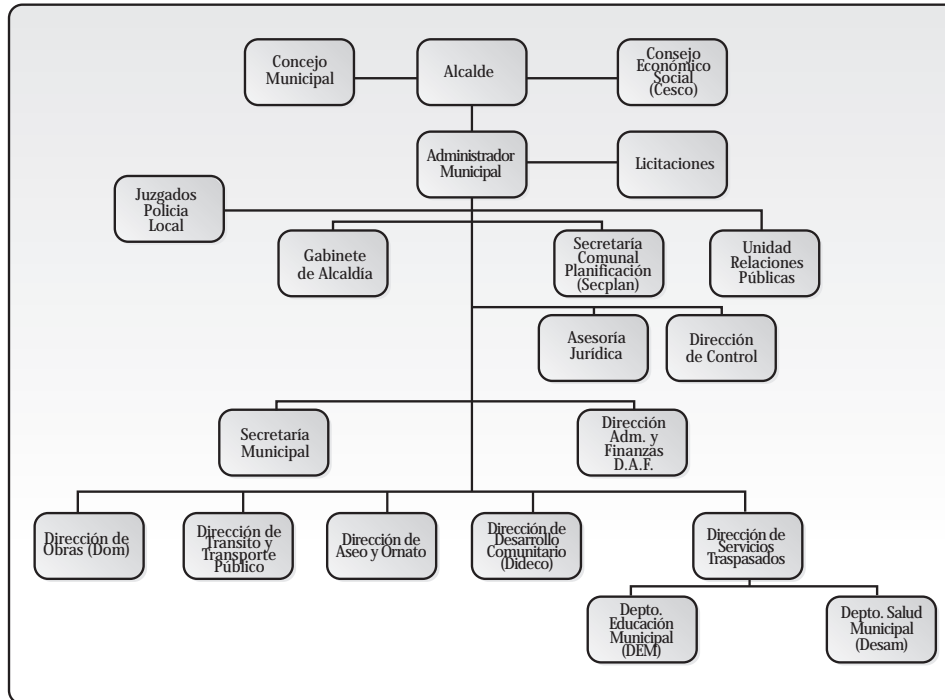 Concejo
Municipal
Alcalde
Consejo
Económico
Social
(Cesco)
Administrador
Municipal
Licitaciones
Juzgados
Policia
Local
Gabinete
de Alcaldía
Secretaría
Comunal
Planificación
(Secplan)
Unidad
Relaciones
Públicas
Asesoría
Jurídica
Dirección
de Control
Secretaría
Municipal
Dirección
Adm. y
Finanzas
D.A.F.
Dirección de
Obras (Dom)
Dirección de
Transito y
Transporte
Público
Dirección de
Aseo y Ornato
Dirección de
Desarrollo
Comunitario
(Dideco)
Dirección de
Servicios
Traspasados
Depto.
Educación
Municipal
(DEM)
Depto. Salud
Municipal
(Desam)